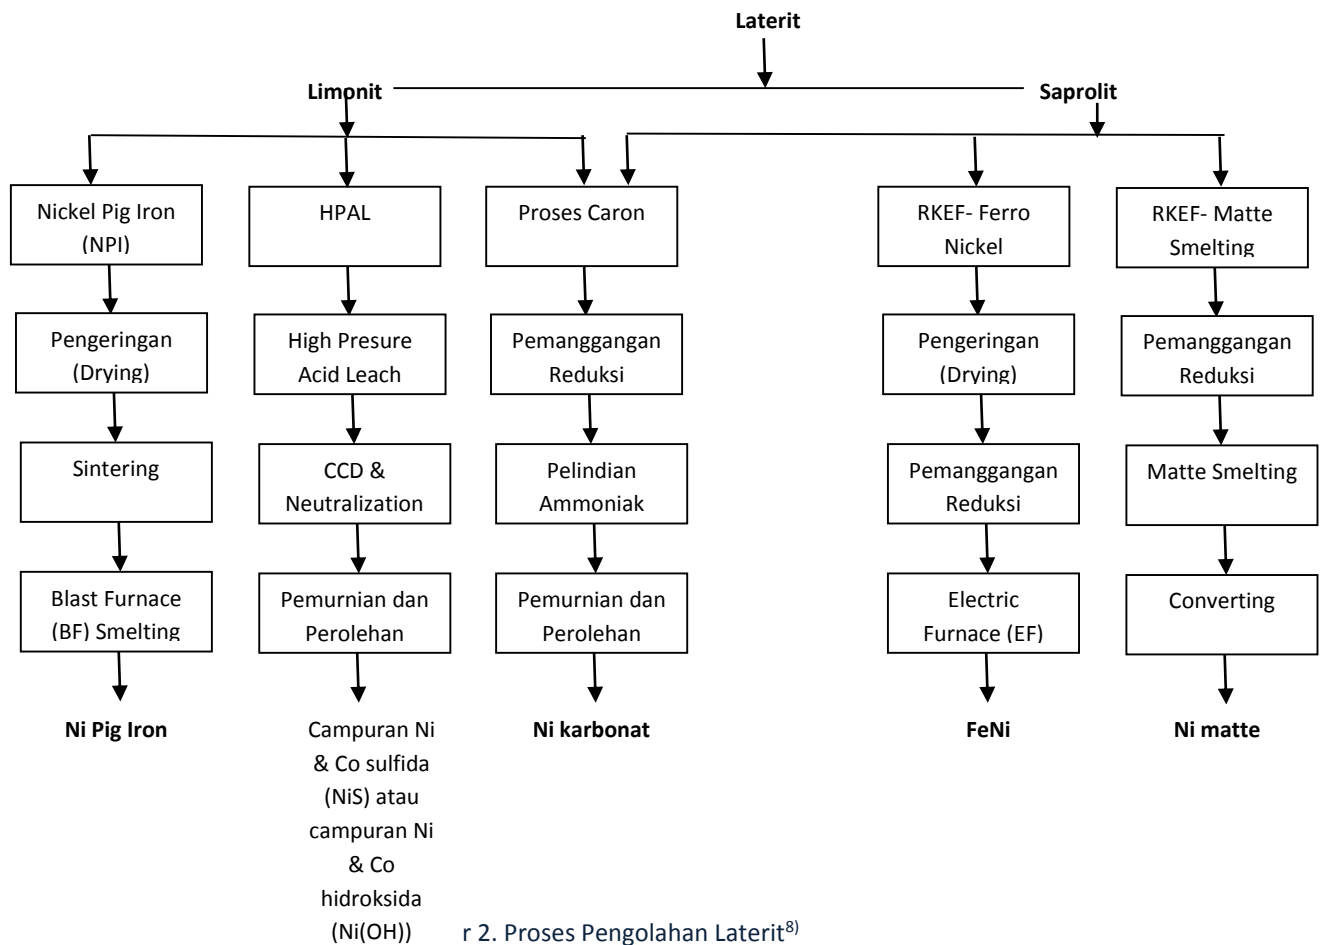 Laterit
Limonit
Saprolit
Nickel Pig Iron
(NPI)
HPAL
Proses Caron
RKEF- Ferro
Nickel
RKEF- Matte
Smelting
Pengeringan
(Drying)
High Presure
Acid Leach
Pemanggangan
Reduksi
Pengeringan
(Drying)
Pemanggangan
Reduksi
Sintering
CCD &
Neutralization
Pelindian
Ammoniak
Pemanggangan
Reduksi
Matte Smelting
Blast Furnace
(BF) Smelting
Pemurnian dan
Perolehan
Pemurnian dan
Perolehan
Electric
Furnace (EF)
Converting
Ni Pig Iron
Campuran Ni
& Co sulfida
(NiS) atau
campuran Ni
& Co
hidroksida
(Ni(OH))
Ni karbonat
FeNi
Ni matte
r 2. Proses Pengolahan Laterit⁸⁾